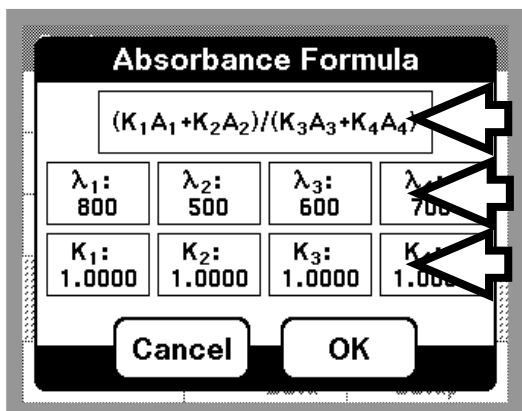 Absorbance Formula
(K₁A₁+K₂A₂)/(K₃A₃+K₄A₄)
λ₁: λ₂: λ₃:
800 500 600 700
K₁: K₂: K₃:
1.0000 1.0000 1.0000
Cancel OK